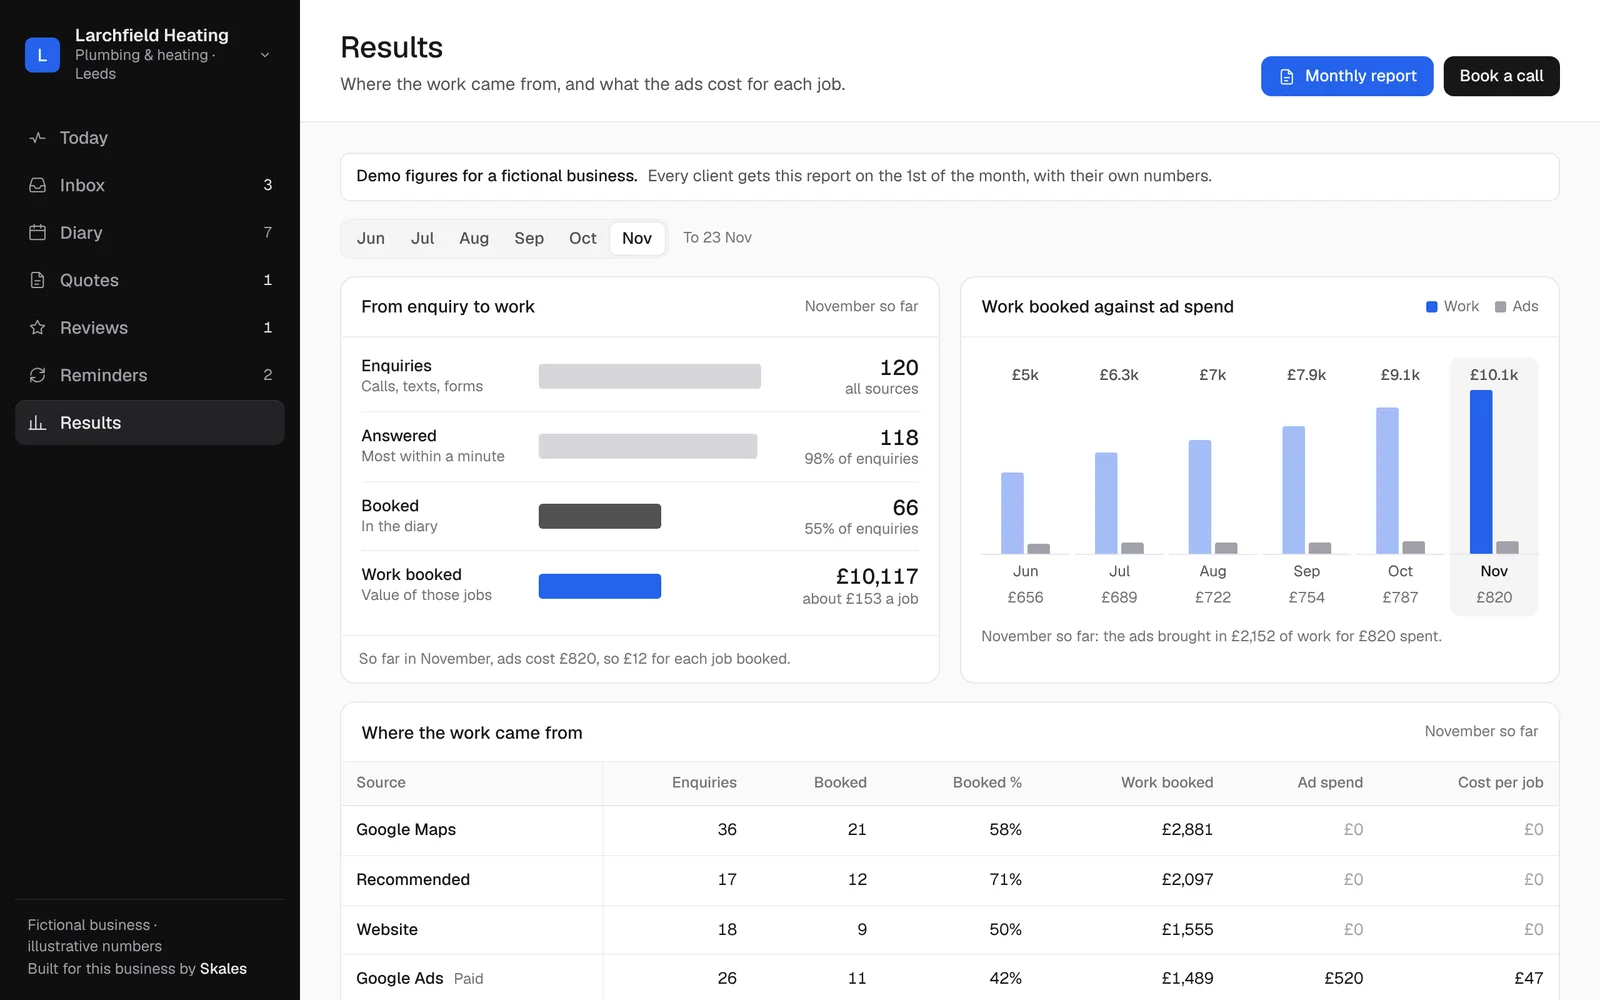 L
Larchfield Heating
Plumbing & heating ·
Leeds
Today
Inbox 3
Diary 7
Quotes 1
Reviews 1
Reminders 2
Results
Fictional business ·
illustrative numbers
Built for this business by Skales
Results
Where the work came from, and what the ads cost for each job.
Monthly report
Book a call
Demo figures for a fictional business. Every client gets this report on the 1st of the month, with their own numbers.
Jun Jul Aug Sep Oct Nov To 23 Nov
From enquiry to work November so far
Enquiries 120
Calls, texts, forms all sources
Answered 118
Most within a minute 98% of enquiries
Booked 66
In the diary 55% of enquiries
Work booked £10,117
Value of those jobs about £153 a job
So far in November, ads cost £820, so £12 for each job booked.
Work booked against ad spend Work Ads
£5k £6.3k £7k £7.9k £9.1k £10.1k
Jun Jul Aug Sep Oct Nov
£656 £689 £722 £754 £787 £820
November so far: the ads brought in £2,152 of work for £820 spent.
Where the work came from November so far
Source Enquiries Booked Booked % Work booked Ad spend Cost per job
Google Maps 36 21 58% £2,881 £0 £0
Recommended 17 12 71% £2,097 £0 £0
Website 18 9 50% £1,555 £0 £0
Google Ads Paid 26 11 42% £1,489 £520 £47